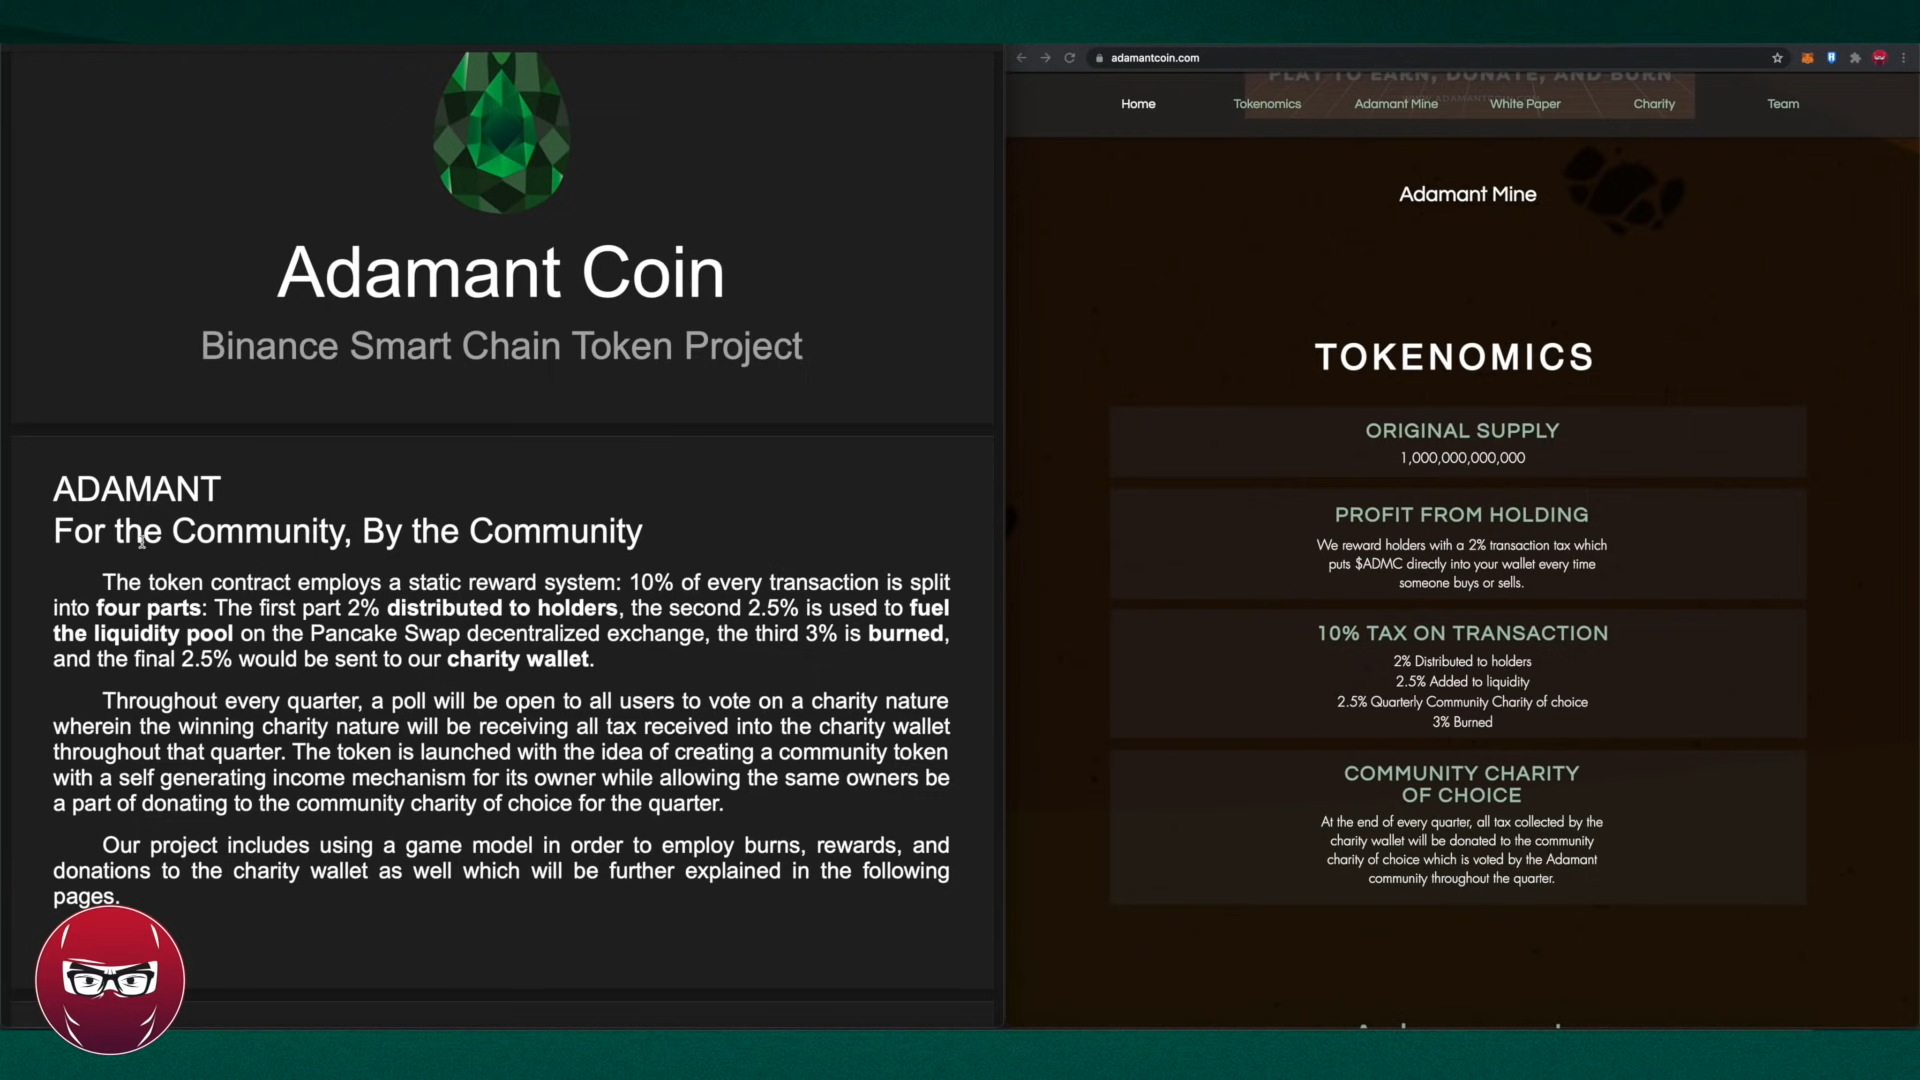 Adamant Coin
Binance Smart Chain Token Project
ADAMANT
For the Community, By the Community
The token contract employs a static reward system: 10% of every transaction is split
into four parts: The first part 2% distributed to holders, the second 2.5% is used to fuel
the liquidity pool on the Pancake Swap decentralized exchange, the third 3% is burned,
and the final 2.5% would be sent to our charity wallet.
Throughout every quarter, a poll will be open to all users to vote on a charity nature
wherein the winning charity nature will be receiving all tax received into the charity wallet
throughout that quarter. The token is launched with the idea of creating a community token
with a self generating income mechanism for its owner while allowing the same owners be
a part of donating to the community charity of choice for the quarter.
Our project includes using a game model in order to employ burns, rewards, and
donations to the charity wallet as well which will be further explained in the following
pages.
adamantcoin.com
PLAY TO EARN, DONATE, AND BURN
Home Tokenomics Adamant Mine White Paper Charity Team
Adamant Mine
TOKENOMICS
ORIGINAL SUPPLY
1,000,000,000,000
PROFIT FROM HOLDING
We reward holders with a 2% transaction tax which
puts $ADMC directly into your wallet every time
someone buys or sells.
10% TAX ON TRANSACTION
2% Distributed to holders
2.5% Added to liquidity
2.5% Quarterly Community Charity of choice
3% Burned
COMMUNITY CHARITY
OF CHOICE
At the end of every quarter, all tax collected by the
charity wallet will be donated to the community
charity of choice which is voted by the Adamant
community throughout the quarter.